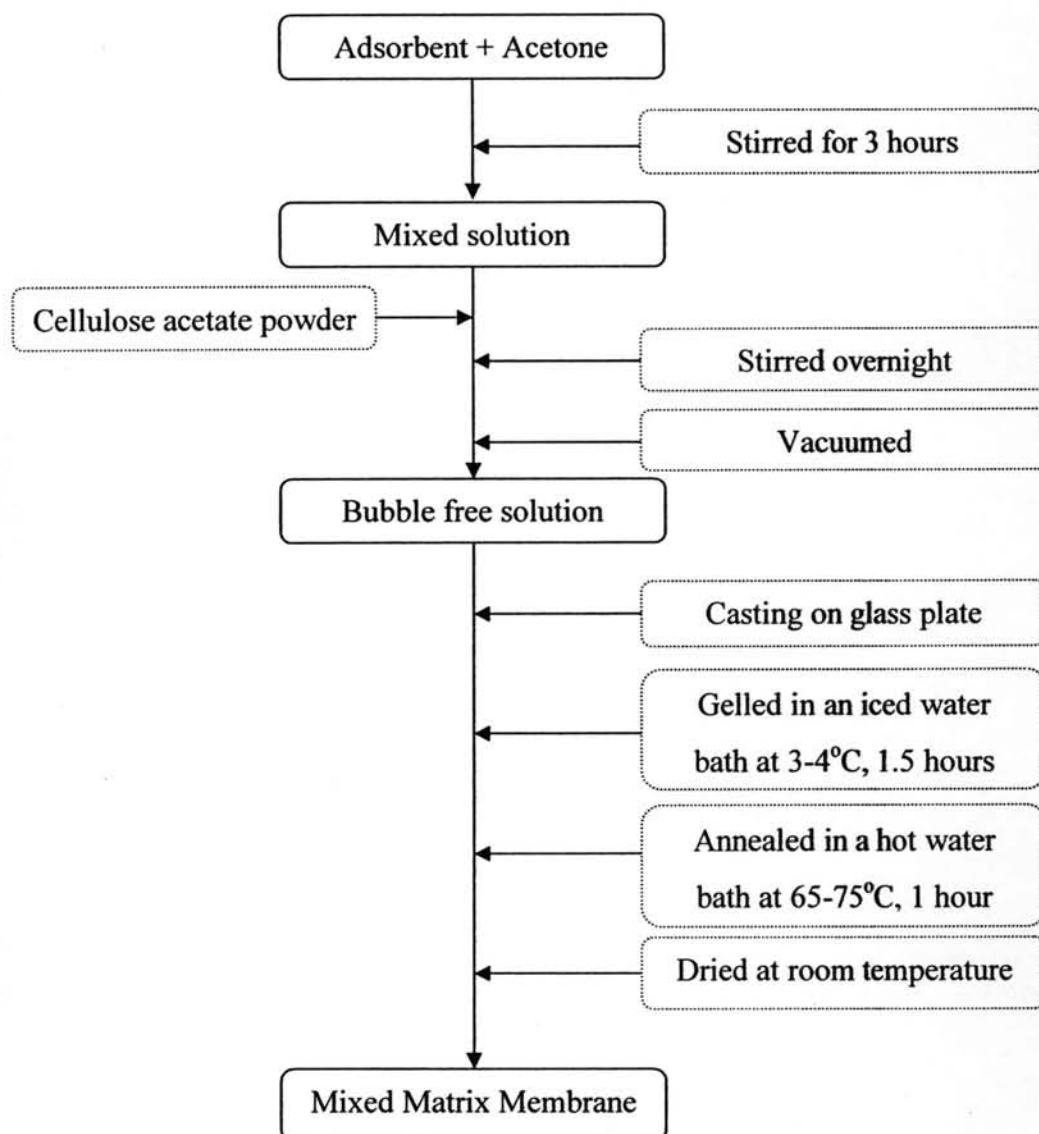 Adsorbent + Acetone
Stirred for 3 hours
Mixed solution
Cellulose acetate powder
Stirred overnight
Vacuumed
Bubble free solution
Casting on glass plate
Gelled in an iced water
bath at 3-4°C, 1.5 hours
Annealed in a hot water
bath at 65-75°C, 1 hour
Dried at room temperature
Mixed Matrix Membrane